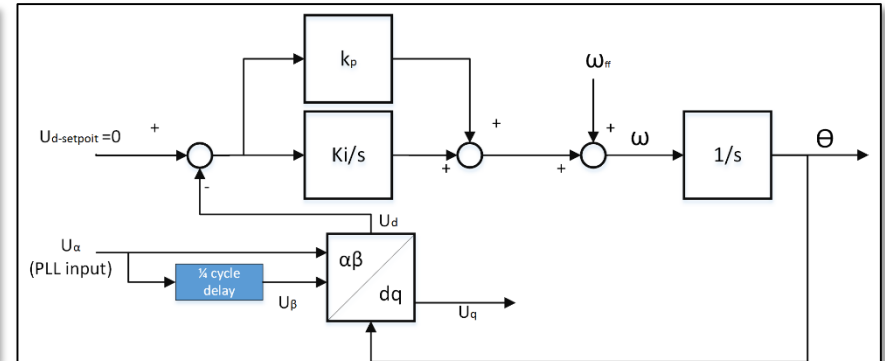 kp
ωff
+
+
+
Ud-setpoit =0
Ki/s
ω
1/s
Θ
+
+
-
Ud
Uα
(PLL input)
αβ
¼ cycle
delay
dq
Uβ
Uq